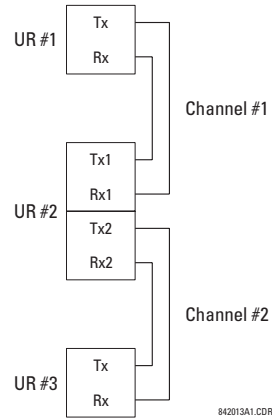 Tx
UR #1
Rx
Channel #1
Tx1
Rx1
UR #2
Tx2
Rx2
Channel #2
Tx
UR #3
Rx
842013A1.CDR